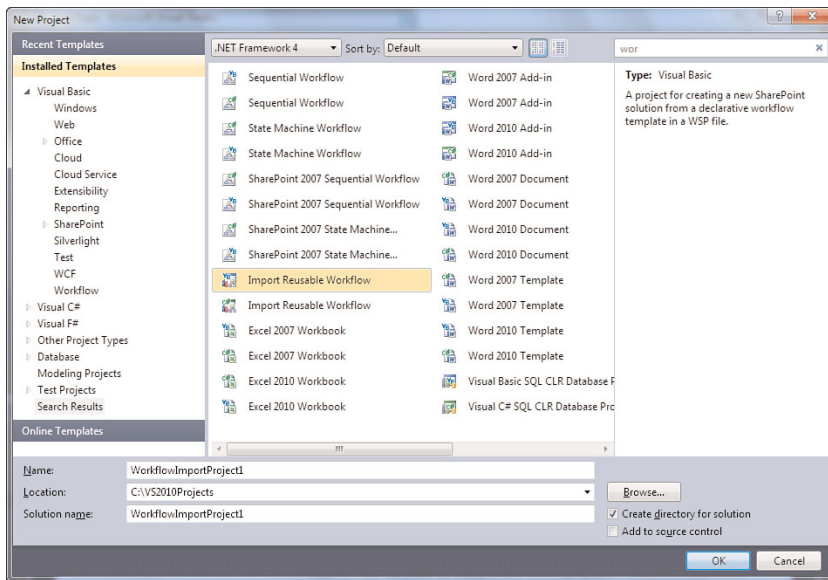 New Project
Recent Templates
Installed Templates
Visual Basic
Windows
Web
Office
Cloud
Cloud Service
Extensibility
Reporting
SharePoint
Silverlight
Test
WCF
Workflow
Visual C#
Visual F#
Other Project Types
Database
Modeling Projects
Test Projects
Search Results
Online Templates
.NET Framework 4 Sort by: Default
Sequential Workflow
Sequential Workflow
State Machine Workflow
State Machine Workflow
SharePoint 2007 Sequential Workflow
SharePoint 2007 Sequential Workflow
SharePoint 2007 State Machine...
SharePoint 2007 State Machine...
Import Reusable Workflow
Import Reusable Workflow
Excel 2007 Workbook
Excel 2007 Workbook
Excel 2010 Workbook
Excel 2010 Workbook
Word 2007 Add-in
Word 2007 Add-in
Word 2010 Add-in
Word 2010 Add-in
Word 2007 Document
Word 2007 Document
Word 2010 Document
Word 2010 Document
Word 2007 Template
Word 2007 Template
Word 2010 Template
Word 2010 Template
Visual Basic SQL CLR Database P
Visual C# SQL CLR Database Pro
wor
Type: Visual Basic
A project for creating a new SharePoint
solution from a declarative workflow
template in a WSP file.
Name: WorkflowImportProject1
Location: C:\VS2010Projects
Browse...
Solution name: WorkflowImportProject1
Create directory for solution
Add to source control
OK Cancel